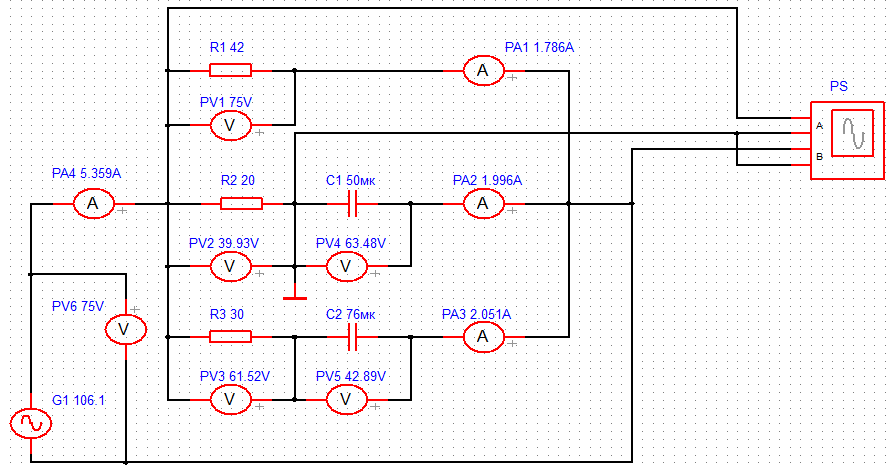 R1 42
PA1 1.786A
A
PS
PV1 75V
V
A
B
PA4 5.359A
A
R2 20
C1 50мк
PA2 1.996A
A
PV2 39.93V
PV4 63.48V
V
V
PV6 75V
V
R3 30
C2 76мк
PA3 2.051A
A
PV3 61.52V
PV5 42.89V
V
V
G1 106.1